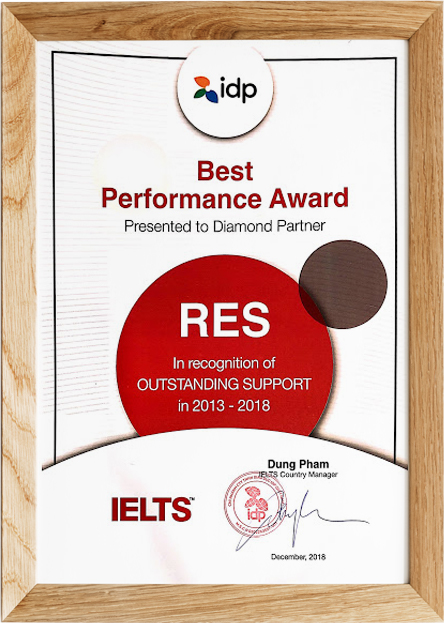 idp
Best
Performance Award
Presented to Diamond Partner
RES
In recognition of
OUTSTANDING SUPPORT
in 2013 - 2018
Dung Pham
IELTS Country Manager
IELTS™
idp
December, 2018